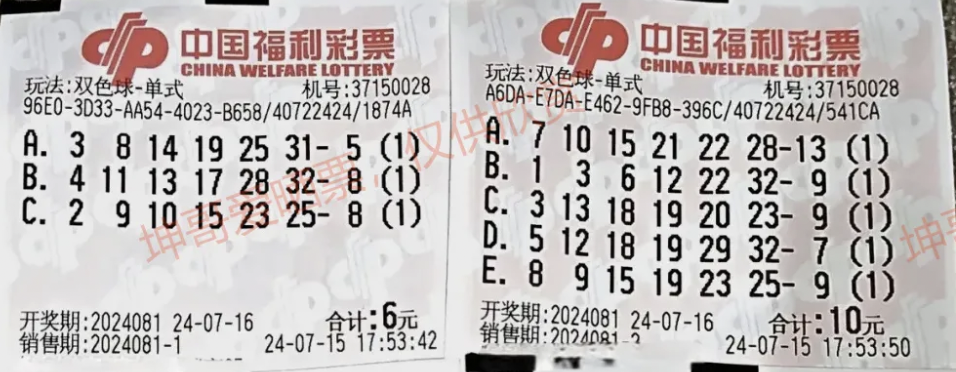 中国福利彩票
CHINA WELFARE LOTTERY
玩法:双色球-单式 机号:37150028
96E0-3D33-AA54-4023-B658/40722424/1874A
A. 3 8 14 19 25 31- 5 (1)
B. 4 11 13 17 28 32- 8 (1)
C. 2 9 10 15 23 25- 8 (1)
开奖期:2024081 24-07-16 合计:6元
销售期:2024081-1 24-07-15 17:53:42
中国福利彩票
CHINA WELFARE LOTTERY
玩法:双色球-单式 机号:37150028
A6DA-E7DA-E462-9FB8-396C/40722424/541CA
A. 7 10 15 21 22 28-13 (1)
B. 1 3 6 12 22 32- 9 (1)
C. 3 13 18 19 20 23- 9 (1)
D. 5 12 18 19 29 32- 7 (1)
E. 8 9 15 19 23 25- 9 (1)
开奖期:2024081 24-07-16 合计:10元
销售期:2024081- 24-07-15 17:53:50
坤哥爱晒票,仅供欣赏
坤哥